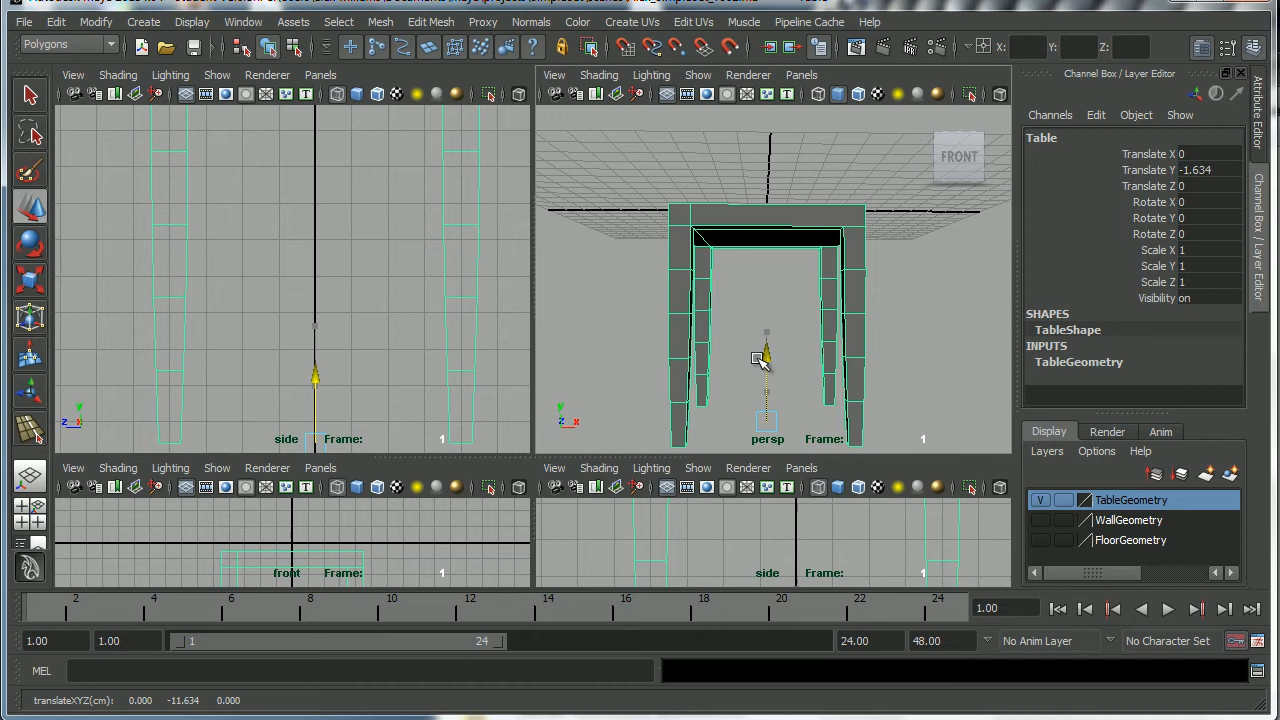 File Edit Modify Create Display Window Assets Select Mesh Edit Mesh Proxy Normals Color Create UVs Edit UVs Muscle Pipeline Cache Help
Polygons X: Y: Z:
View Shading Lighting Show Renderer Panels
View Shading Lighting Show Renderer Panels
Channel Box / Layer Editor
Channels Edit Object Show
Table
Translate X 0
Translate Y -1.634
Translate Z 0
Rotate X 0
Rotate Y 0
Rotate Z 0
Scale X 1
Scale Y 1
Scale Z 1
Visibility on
SHAPES
TableShape
INPUTS
TableGeometry
Attribute Editor
Channel Box / Layer Editor
FRONT
y
z x
side Frame: 1
y
z x
persp Frame: 1
View Shading Lighting Show Renderer Panels
View Shading Lighting Show Renderer Panels
front Frame: 1
side Frame: 1
Display Render Anim
Layers Options Help
V TableGeometry
WallGeometry
FloorGeometry
2 4 6 8 10 12 14 16 18 20 22 24
1.00
1.00 1.00 1 24 24.00 48.00 No Anim Layer No Character Set
MEL
translateXYZ(cm): 0.000 -11.634 0.000